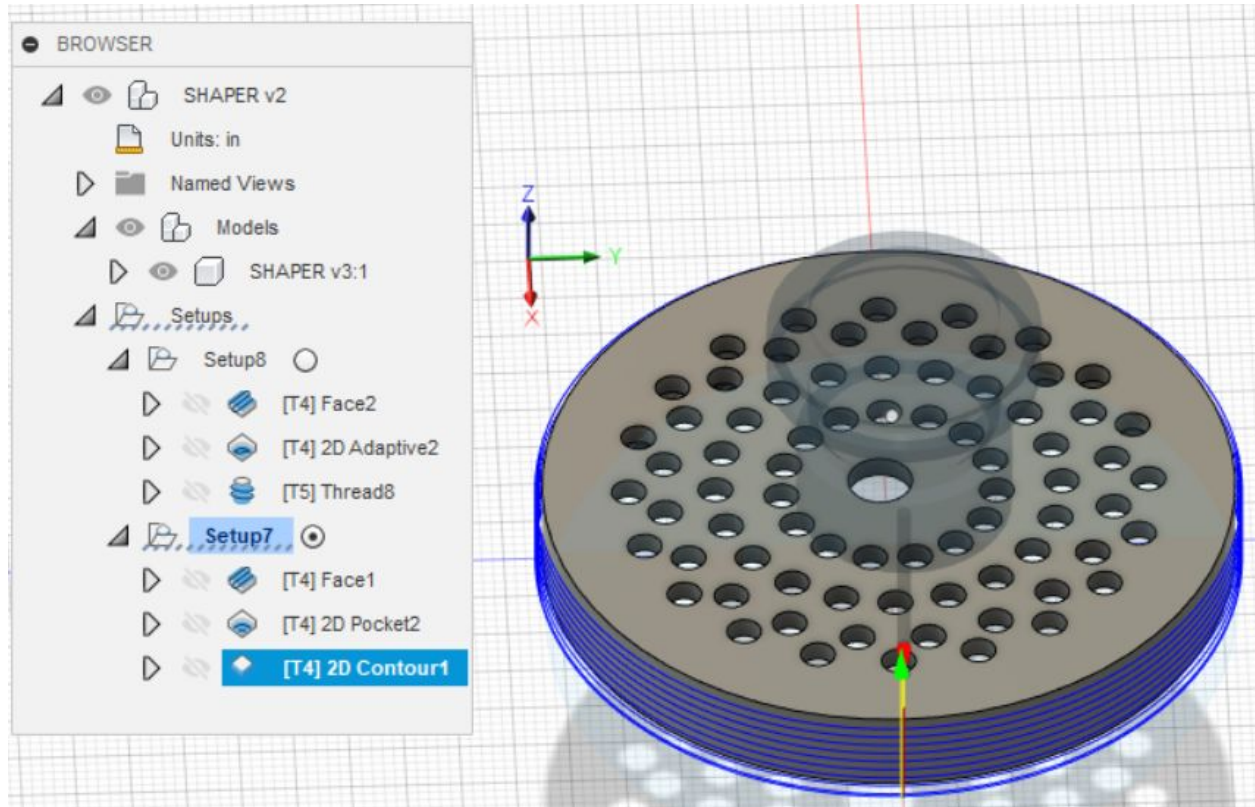 BROWSER
SHAPER v2
Units: in
Named Views
Models
SHAPER v3:1
Setups
Setup8
[T4] Face2
[T4] 2D Adaptive2
[T5] Thread8
Setup7
[T4] Face1
[T4] 2D Pocket2
[T4] 2D Contour1
Z
Y
X